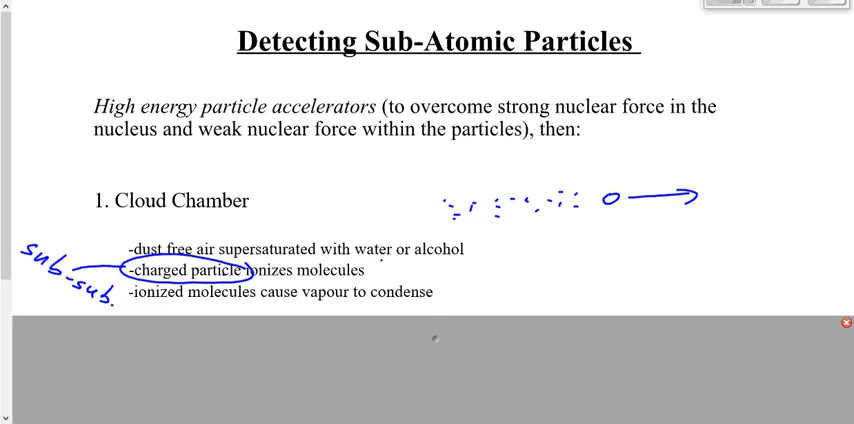 Detecting Sub-Atomic Particles
High energy particle accelerators (to overcome strong nuclear force in the
nucleus and weak nuclear force within the particles), then:
1. Cloud Chamber
-dust free air supersaturated with water or alcohol
-charged particle ionizes molecules
-ionized molecules cause vapour to condense
sub-sub.